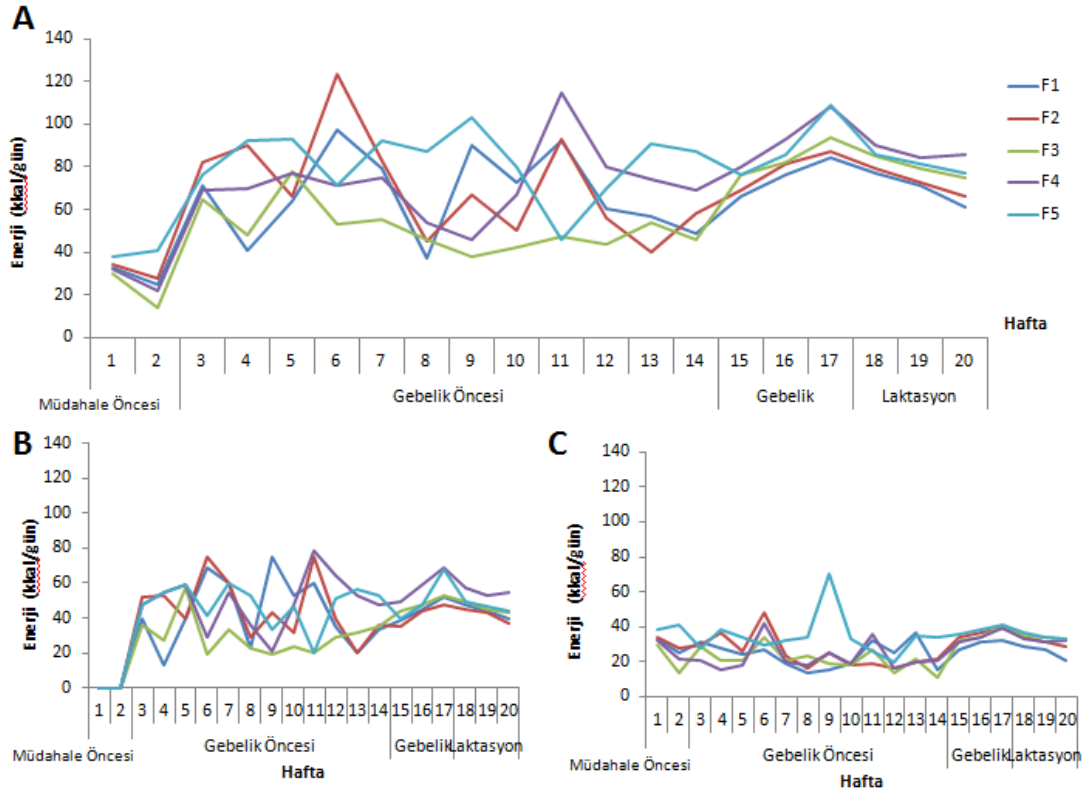 A
Enerji (kkal/gün)
140
120
100
80
60
40
20
0
F1
F2
F3
F4
F5
Hafta
1 2 3 4 5 6 7 8 9 10 11 12 13 14 15 16 17 18 19 20
Müdahale Öncesi Gebelik Öncesi Gebelik Laktasyon
B
Enerji (kkal/gün)
140
120
100
80
60
40
20
0
1 2 3 4 5 6 7 8 9 10 11 12 13 14 15 16 17 18 19 20
Müdahale Öncesi Gebelik Öncesi Gebelik Laktasyon
Hafta
C
Enerji (kkal/gün)
140
120
100
80
60
40
20
0
1 2 3 4 5 6 7 8 9 10 11 12 13 14 15 16 17 18 19 20
Müdahale Öncesi Gebelik Öncesi Gebelik Laktasyon
Hafta